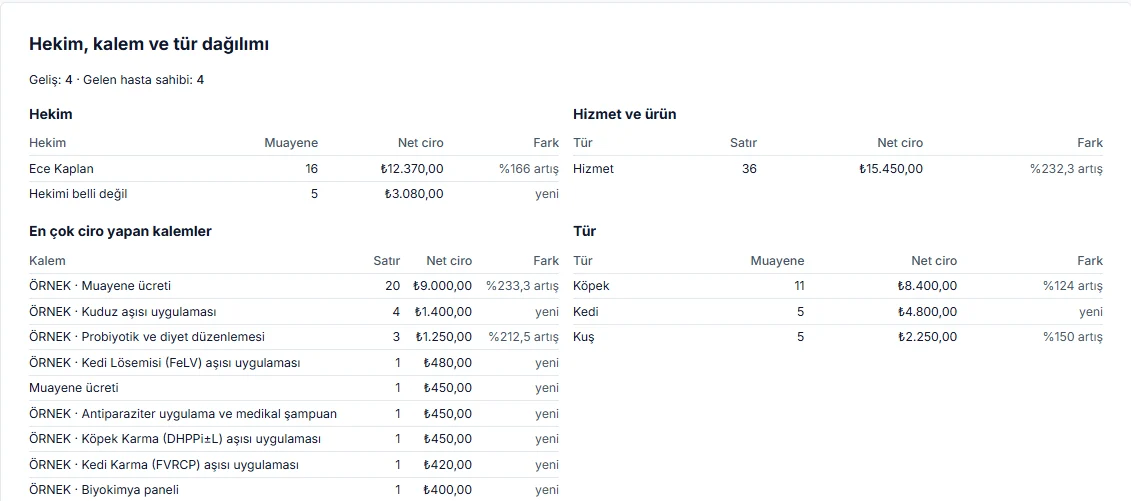 Hekim, kalem ve tür dağılımı
Geliş: 4 · Gelen hasta sahibi: 4
Hekim
Hekim Muayene Net ciro Fark
Ece Kaplan 16 ₺12.370,00 %166 artış
Hekimi belli değil 5 ₺3.080,00 yeni
Hizmet ve ürün
Tür Satır Net ciro Fark
Hizmet 36 ₺15.450,00 %232,3 artış
En çok ciro yapan kalemler
Kalem Satır Net ciro Fark
ÖRNEK · Muayene ücreti 20 ₺9.000,00 %233,3 artış
ÖRNEK · Kuduz aşısı uygulaması 4 ₺1.400,00 yeni
ÖRNEK · Probiyotik ve diyet düzenlemesi 3 ₺1.250,00 %212,5 artış
ÖRNEK · Kedi Lösemisi (FeLV) aşısı uygulaması 1 ₺480,00 yeni
Muayene ücreti 1 ₺450,00 yeni
ÖRNEK · Antiparaziter uygulama ve medikal şampuan 1 ₺450,00 yeni
ÖRNEK · Köpek Karma (DHPPi±L) aşısı uygulaması 1 ₺450,00 yeni
ÖRNEK · Kedi Karma (FVRCP) aşısı uygulaması 1 ₺420,00 yeni
ÖRNEK · Biyokimya paneli 1 ₺400,00 yeni
Tür
Tür Muayene Net ciro Fark
Köpek 11 ₺8.400,00 %124 artış
Kedi 5 ₺4.800,00 yeni
Kuş 5 ₺2.250,00 %150 artış